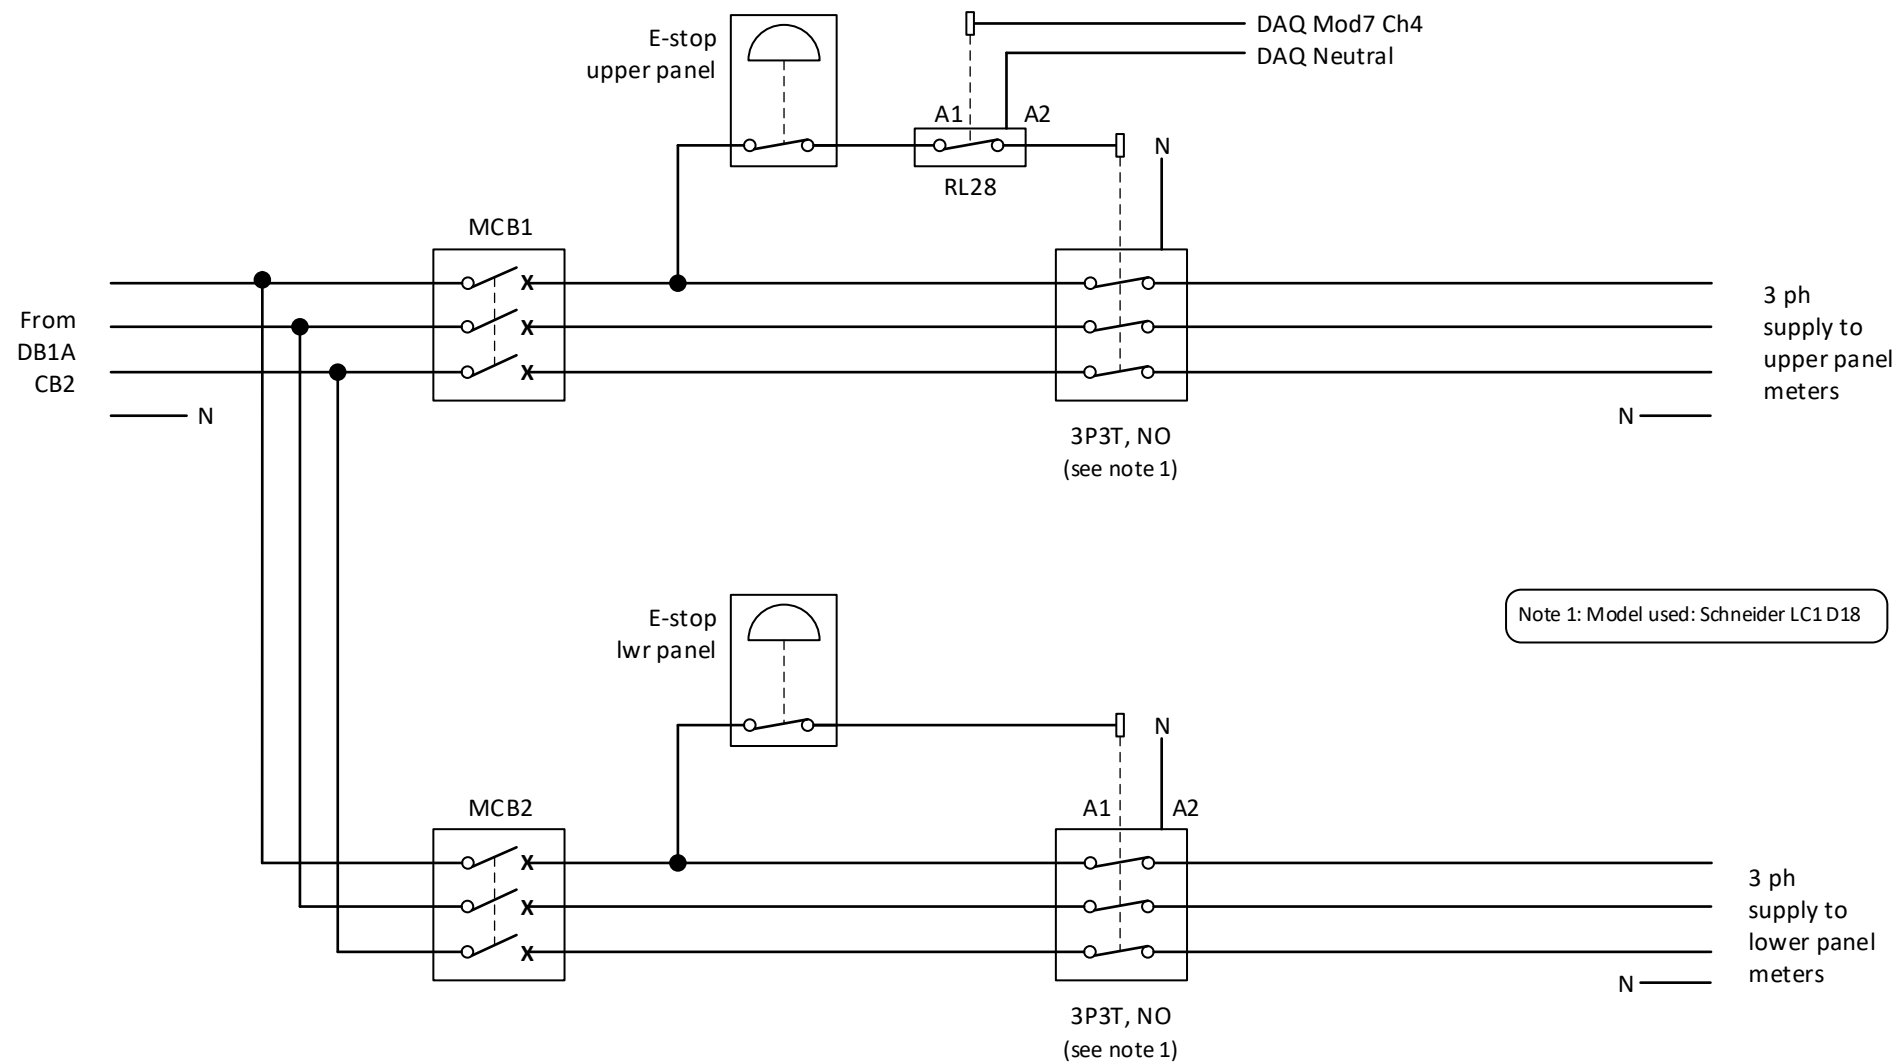 E-stop
upper panel
DAQ Mod7 Ch4
DAQ Neutral
A1
A2
N
RL28
MCB1
X
X
X
From
DB1A
CB2
N
3 ph
supply to
upper panel
meters
N
3P3T, NO
(see note 1)
Note 1: Model used: Schneider LC1 D18
E-stop
lwr panel
N
MCB2
A1
A2
X
X
X
3 ph
supply to
lower panel
meters
N
3P3T, NO
(see note 1)